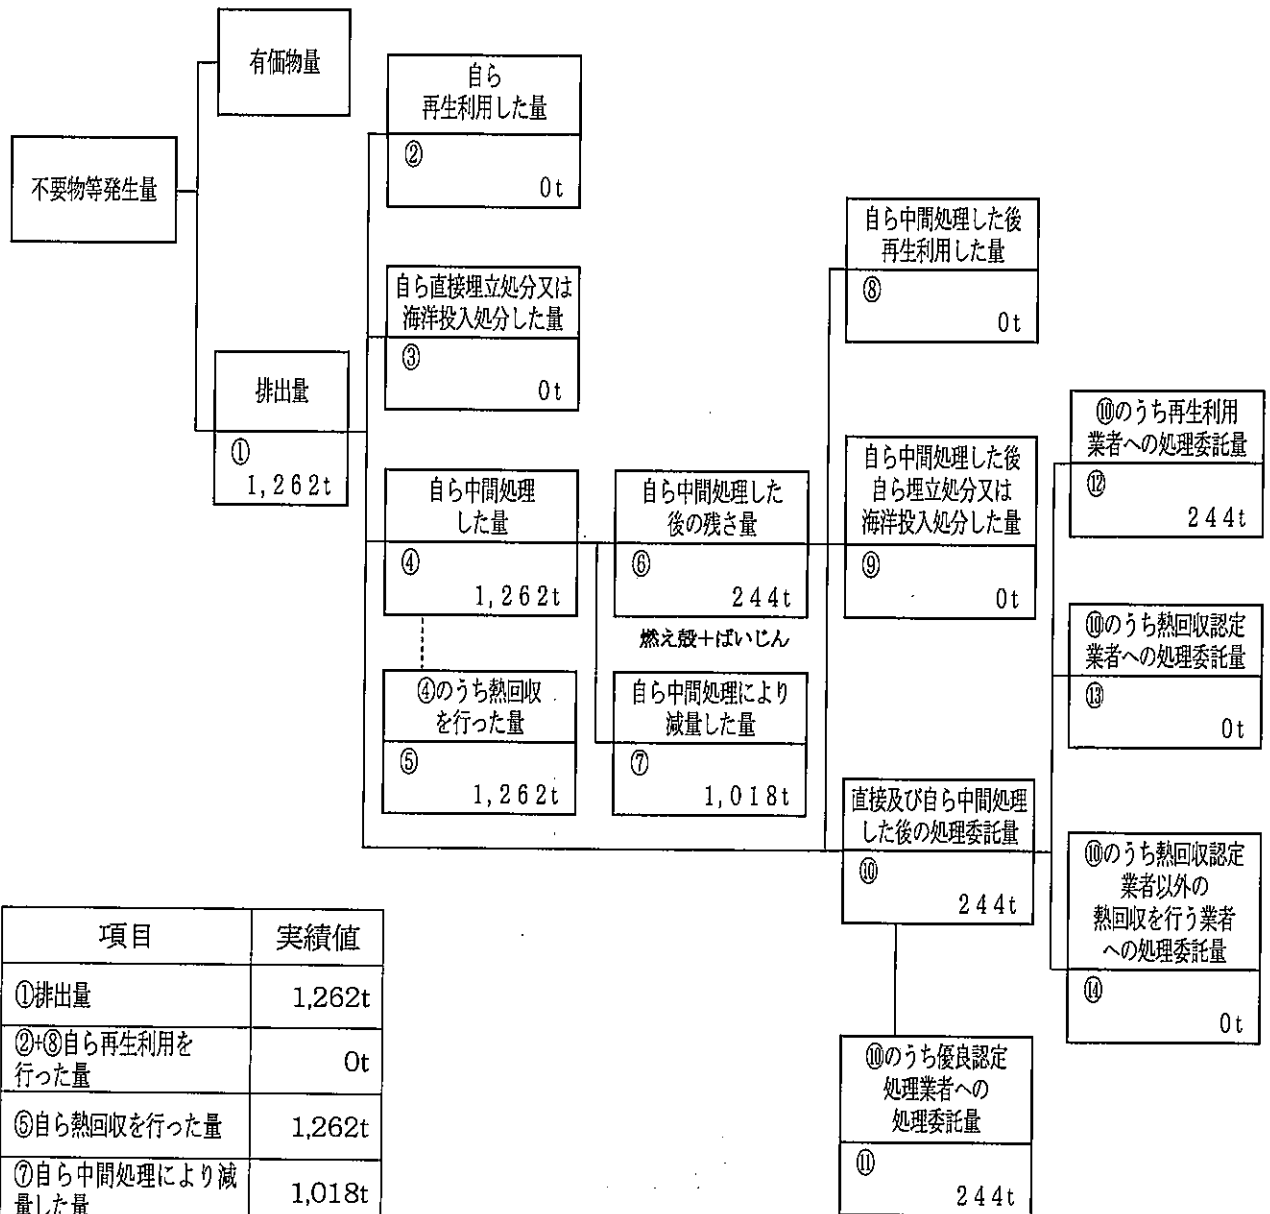 有価物量
不要物等発生量
排出量
①
1,262t
自ら
再生利用した量
②
0t
自ら直接埋立処分又は
海洋投入処分した量
③
0t
自ら中間処理
した量
④
1,262t
④のうち熱回収
を行った量
⑤
1,262t
自ら中間処理した
後の残さ量
⑥
244t
燃え殻+ばいじん
自ら中間処理により
減量した量
⑦
1,018t
自ら中間処理した後
再生利用した量
⑧
0t
自ら中間処理した後
自ら埋立処分又は
海洋投入処分した量
⑨
0t
直接及び自ら中間処理
した後の処理委託量
⑩
244t
⑩のうち優良認定
処理業者への
処理委託量
⑪
244t
⑩のうち再生利用
業者への処理委託量
⑫
244t
⑩のうち熱回収認定
業者への処理委託量
⑬
0t
⑩のうち熱回収認定
業者以外の
熱回収を行う業者
への処理委託量
⑭
0t
項目 実績値
①排出量 1,262t
②+⑧自ら再生利用を
行った量 0t
⑤自ら熱回収を行った量 1,262t
⑦自ら中間処理により減
量した量 1,018t